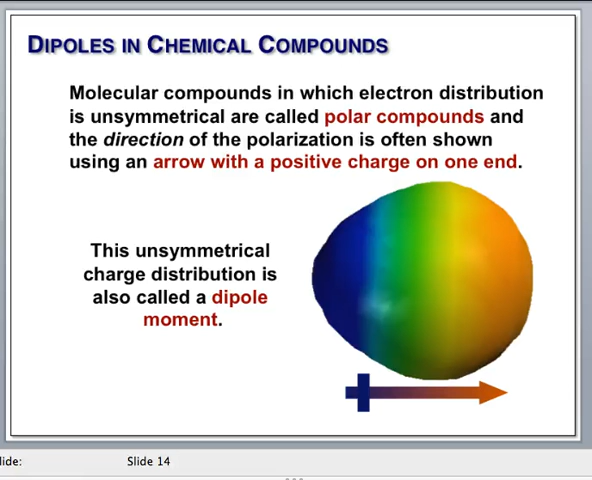 DIPOLES IN CHEMICAL COMPOUNDS
Molecular compounds in which electron distribution
is unsymmetrical are called polar compounds and
the direction of the polarization is often shown
using an arrow with a positive charge on one end.
This unsymmetrical
charge distribution is
also called a dipole
moment.
lide:
Slide 14